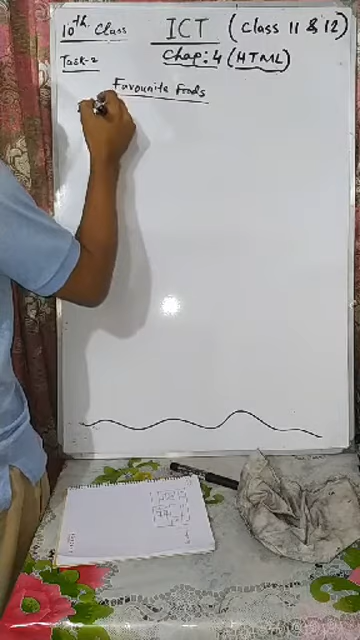 10th Class
ICT (Class 11 & 12)
Task-2
Chap: 4 (HTML)
Favourite Foods